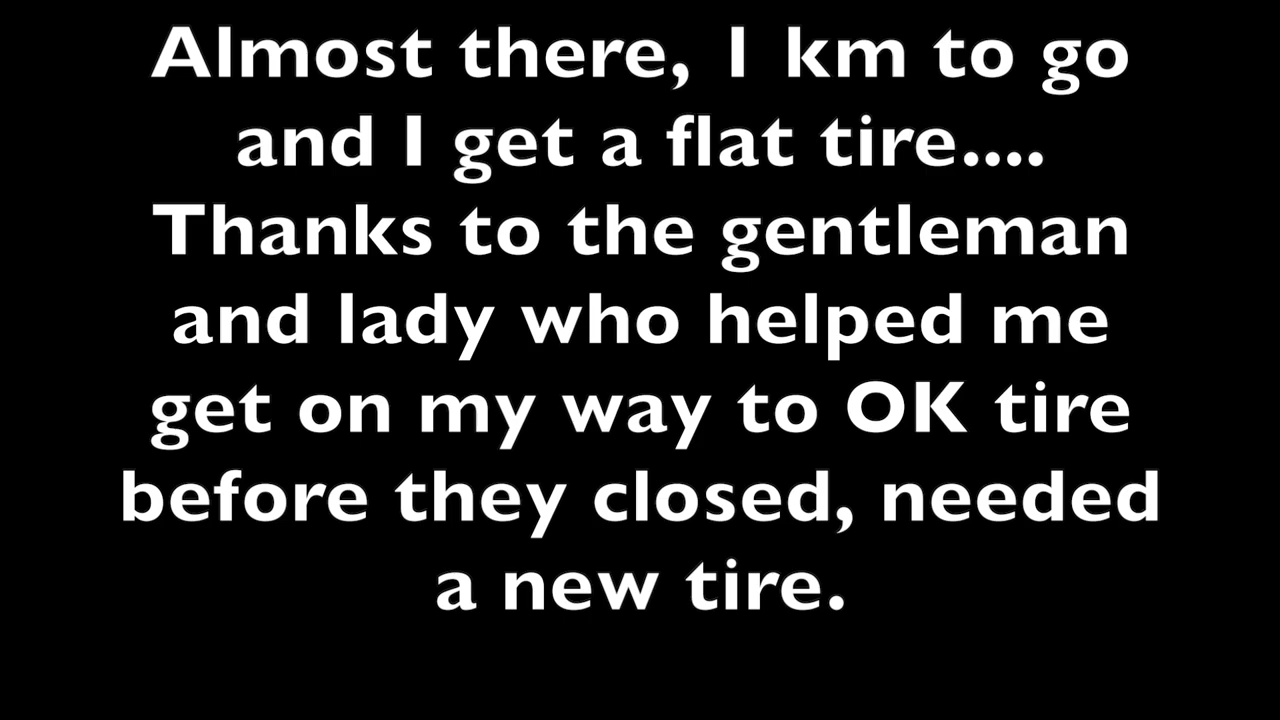 Almost there, 1 km to go
and I get a flat tire....
Thanks to the gentleman
and lady who helped me
get on my way to OK tire
before they closed, needed
a new tire.